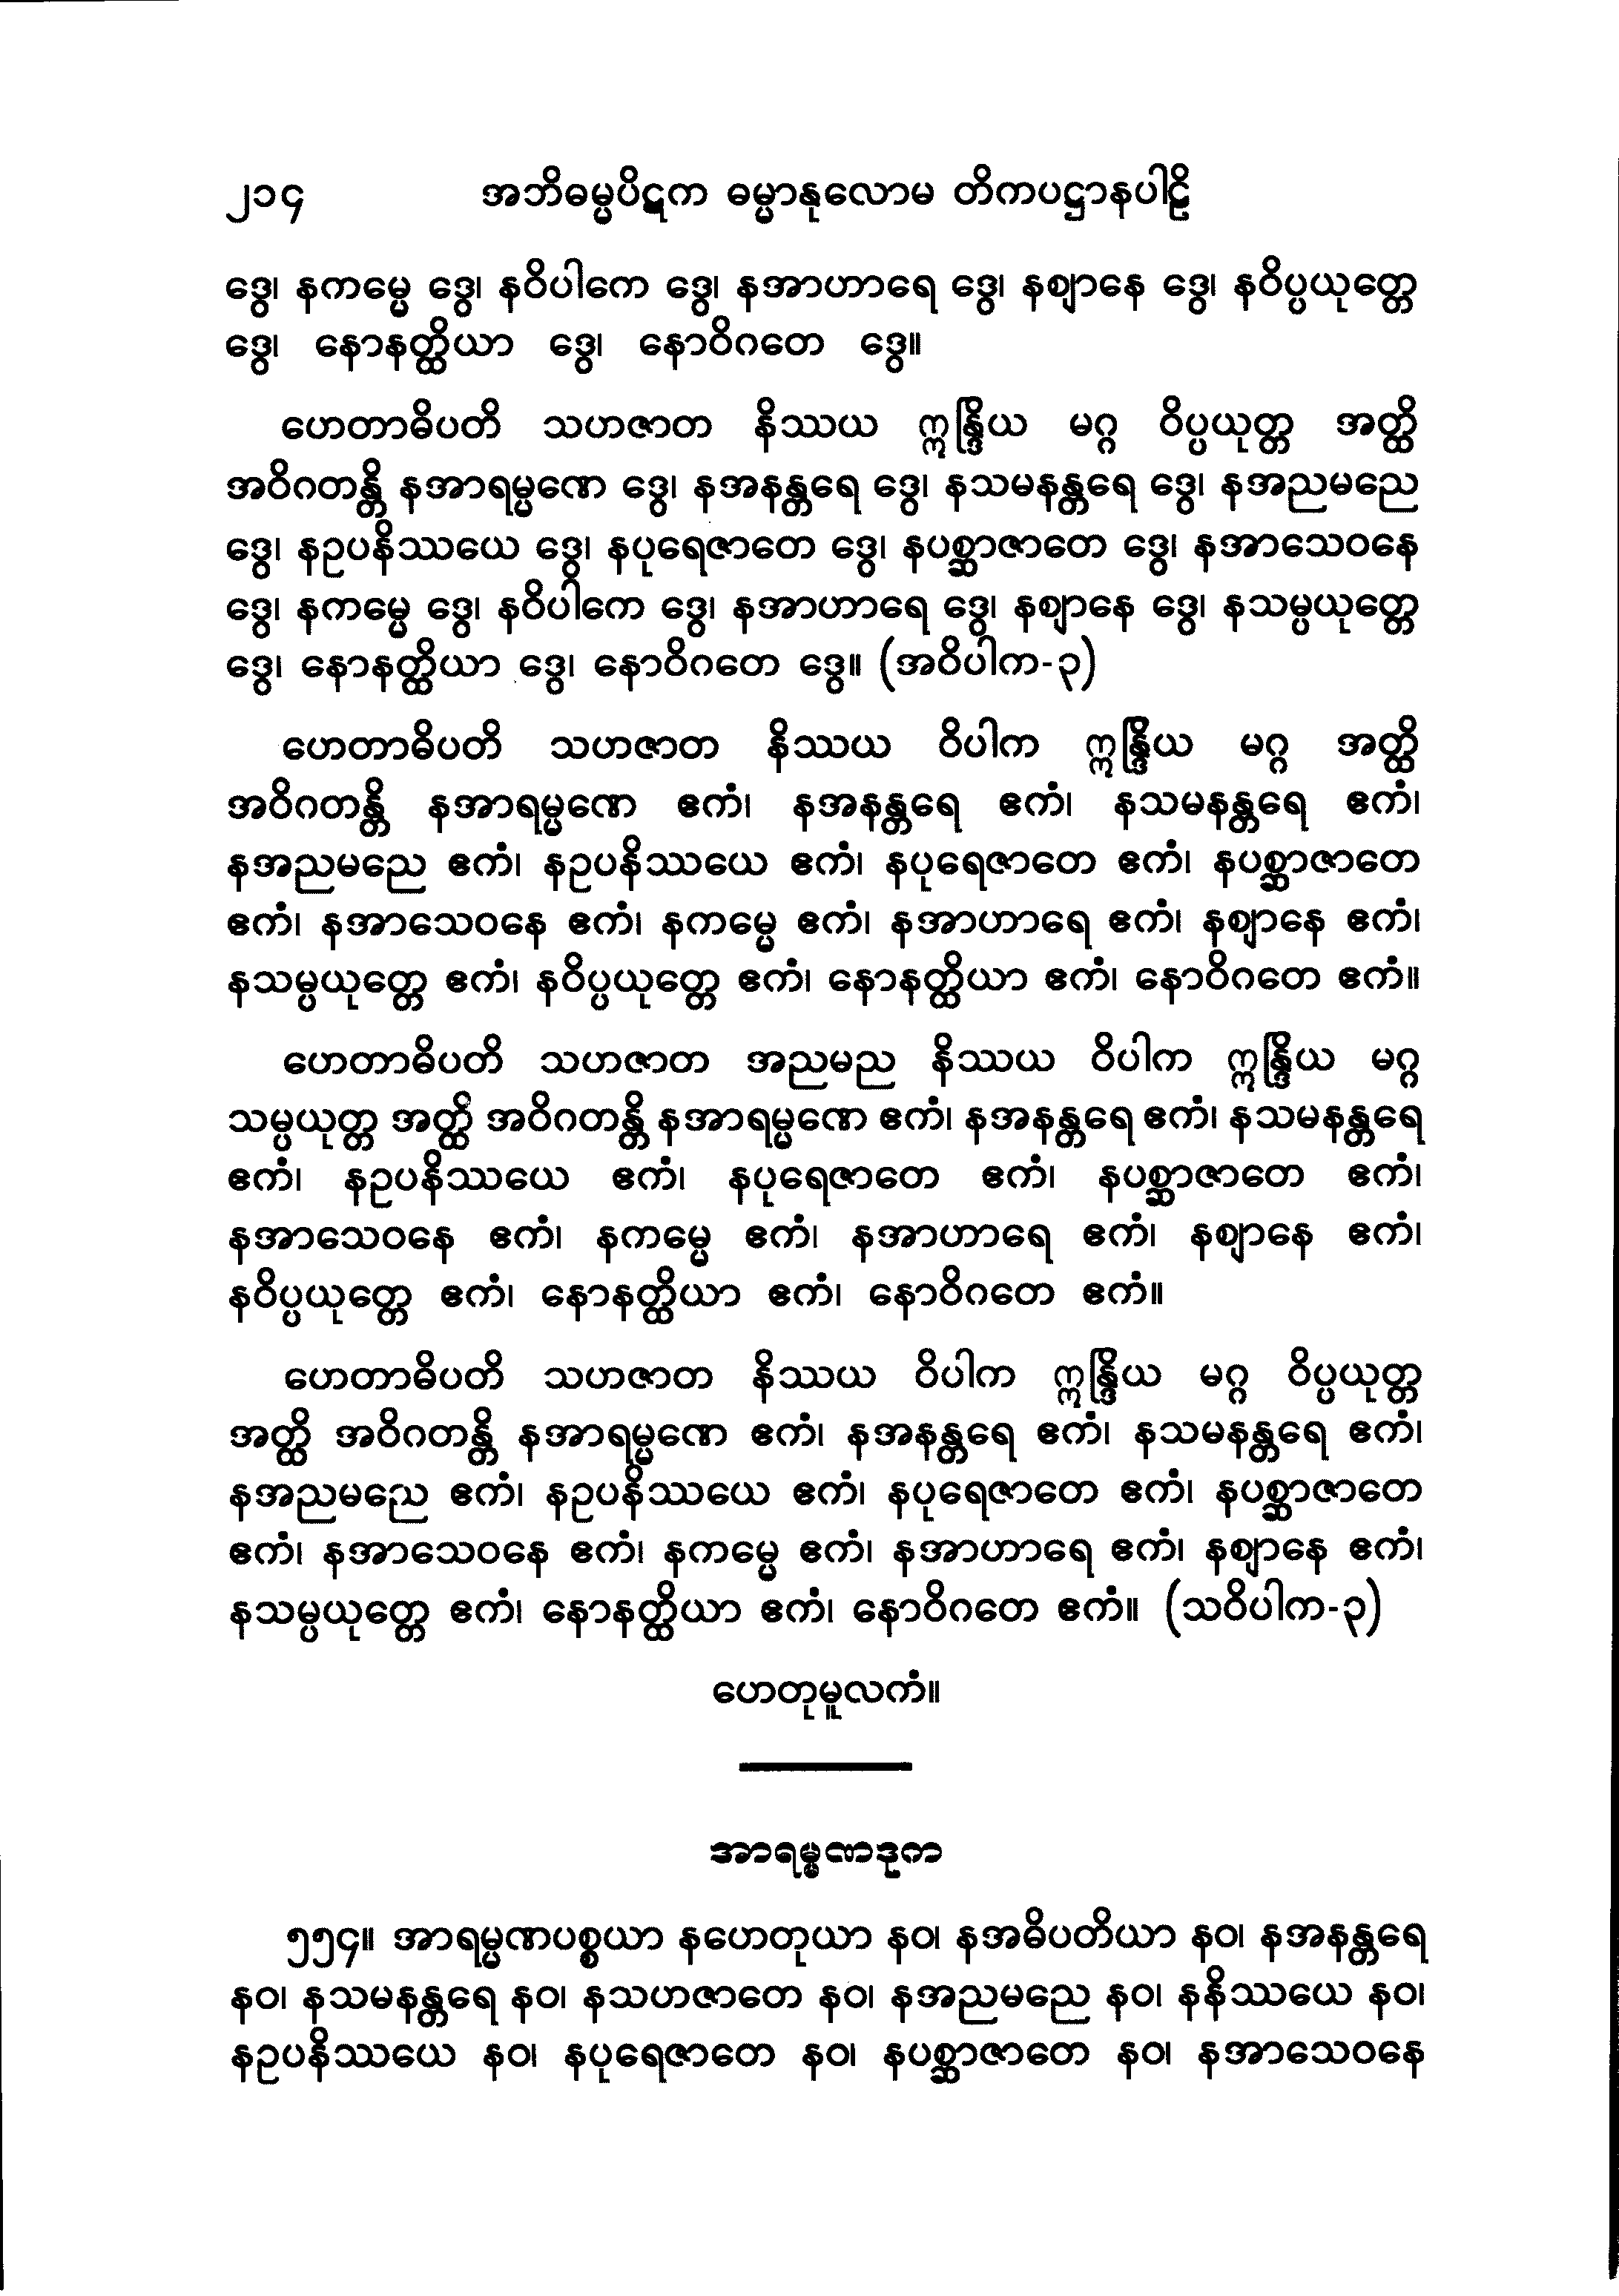 ၂၁၄ အဘိဓမ္မပိဋက ဓမ္မာနုလောမ တိကပဋ္ဌာနပါဠိ
ဒွေ၊ နကမ္မေ ဒွေ၊ နဝိပါကေ ဒွေ၊ နအာဟာရေ ဒွေ၊ နဈာနေ ဒွေ၊ နဝိပ္ပယုတ္တေ
ဒွေ၊ နောနတ္ထိယာ ဒွေ၊ နောဝိဂတေ ဒွေ။
ဟေတာဓိပတိ သဟဇာတ နိဿယ ဣန္ဒြိယ မဂ္ဂ ဝိပ္ပယုတ္တ အတ္ထိ
အဝိဂတန္တိ နအာရမ္မဏေ ဒွေ၊ နအနန္တရေ ဒွေ၊ နသမနန္တရေ ဒွေ၊ နအညမညေ
ဒွေ၊ နဥပနိဿယေ ဒွေ၊ နပုရေဇာတေ ဒွေ၊ နပစ္ဆာဇာတေ ဒွေ၊ နအာသေဝနေ
ဒွေ၊ နကမ္မေ ဒွေ၊ နဝိပါကေ ဒွေ၊ နအာဟာရေ ဒွေ၊ နဈာနေ ဒွေ၊ နသမ္ပယုတ္တေ
ဒွေ၊ နောနတ္ထိယာ ဒွေ၊ နောဝိဂတေ ဒွေ။ (အဝိပါက-၃)
ဟေတာဓိပတိ သဟဇာတ နိဿယ ဝိပါက ဣန္ဒြိယ မဂ္ဂ အတ္ထိ
အဝိဂတန္တိ နအာရမ္မဏေ ဧကံ၊ နအနန္တရေ ဧကံ၊ နသမနန္တရေ ဧကံ၊
နအညမညေ ဧကံ၊ နဥပနိဿယေ ဧကံ၊ နပုရေဇာတေ ဧကံ၊ နပစ္ဆာဇာတေ
ဧကံ၊ နအာသေဝနေ ဧကံ၊ နကမ္မေ ဧကံ၊ နအာဟာရေ ဧကံ၊ နဈာနေ ဧကံ၊
နသမ္ပယုတ္တေ ဧကံ၊ နဝိပ္ပယုတ္တေ ဧကံ၊ နောနတ္ထိယာ ဧကံ၊ နောဝိဂတေ ဧကံ။
ဟေတာဓိပတိ သဟဇာတ အညမည နိဿယ ဝိပါက ဣန္ဒြိယ မဂ္ဂ
သမ္ပယုတ္တ အတ္ထိ အဝိဂတန္တိ နအာရမ္မဏေ ဧကံ၊ နအနန္တရေ ဧကံ၊ နသမနန္တရေ
ဧကံ၊ နဥပနိဿယေ ဧကံ၊ နပုရေဇာတေ ဧကံ၊ နပစ္ဆာဇာတေ ဧကံ၊
နအာသေဝနေ ဧကံ၊ နကမ္မေ ဧကံ၊ နအာဟာရေ ဧကံ၊ နဈာနေ ဧကံ၊
နဝိပ္ပယုတ္တေ ဧကံ၊ နောနတ္ထိယာ ဧကံ၊ နောဝိဂတေ ဧကံ။
ဟေတာဓိပတိ သဟဇာတ နိဿယ ဝိပါက ဣန္ဒြိယ မဂ္ဂ ဝိပ္ပယုတ္တ
အတ္ထိ အဝိဂတန္တိ နအာရမ္မဏေ ဧကံ၊ နအနန္တရေ ဧကံ၊ နသမနန္တရေ ဧကံ၊
နအညမညေ ဧကံ၊ နဥပနိဿယေ ဧကံ၊ နပုရေဇာတေ ဧကံ၊ နပစ္ဆာဇာတေ
ဧကံ၊ နအာသေဝနေ ဧကံ၊ နကမ္မေ ဧကံ၊ နအာဟာရေ ဧကံ၊ နဈာနေ ဧကံ၊
နသမ္ပယုတ္တေ ဧကံ၊ နောနတ္ထိယာ ဧကံ၊ နောဝိဂတေ ဧကံ။ (သဝိပါက-၃)
ဟေတုမူလကံ။
အာရမ္မဏဒုက
၅၅၄။ အာရမ္မဏပစ္စယာ နဟေတုယာ နဝ၊ နအဓိပတိယာ နဝ၊ နအနန္တရေ
နဝ၊ နသမနန္တရေ နဝ၊ နသဟဇာတေ နဝ၊ နအညမညေ နဝ၊ နနိဿယေ နဝ၊
နဥပနိဿယေ နဝ၊ နပုရေဇာတေ နဝ၊ နပစ္ဆာဇာတေ နဝ၊ နအာသေဝနေ